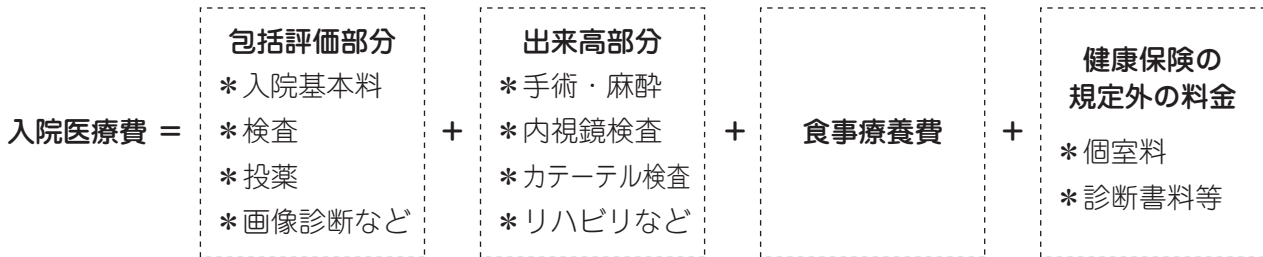 入院医療費 =
包括評価部分
*入院基本料
*検査
*投薬
*画像診断など
+
出来高部分
*手術・麻酔
*内視鏡検査
*カテーテル検査
*リハビリなど
+
食事療養費
+
健康保険の
規定外の料金
*個室料
*診断書料等